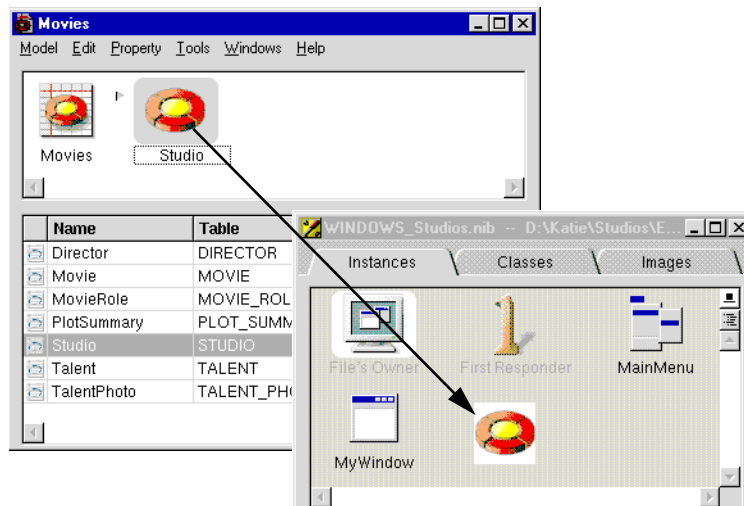 Movies
Model Edit Property Tools Windows Help
Movies
Studio
Name Table
Director DIRECTOR
Movie MOVIE
MovieRole MOVIE_ROL
PlotSummary PLOT_SUMM
Studio STUDIO
Talent TALENT
TalentPhoto TALENT_PH
WINDOWS_Studios.nib -- D:\Katie\Studios\E...
Instances Classes Images
File's Owner First Responder MainMenu
MyWindow